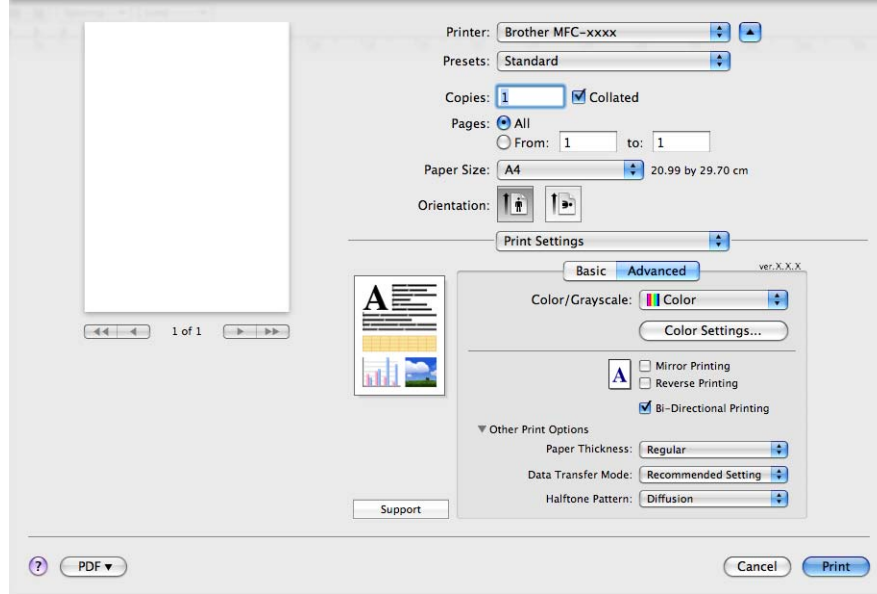 Printer: Brother MFC-xxxx
Presets: Standard
Copies: 1 Collated
Pages: All
From: 1 to: 1
Paper Size: A4 20.99 by 29.70 cm
Orientation:
Print Settings
Basic Advanced ver.X.X.X
Color/Grayscale: Color
Color Settings...
A
A
Mirror Printing
Reverse Printing
Bi-Directional Printing
Other Print Options
Paper Thickness: Regular
Data Transfer Mode: Recommended Setting
Halftone Pattern: Diffusion
1 of 1
Support
? PDF Cancel Print